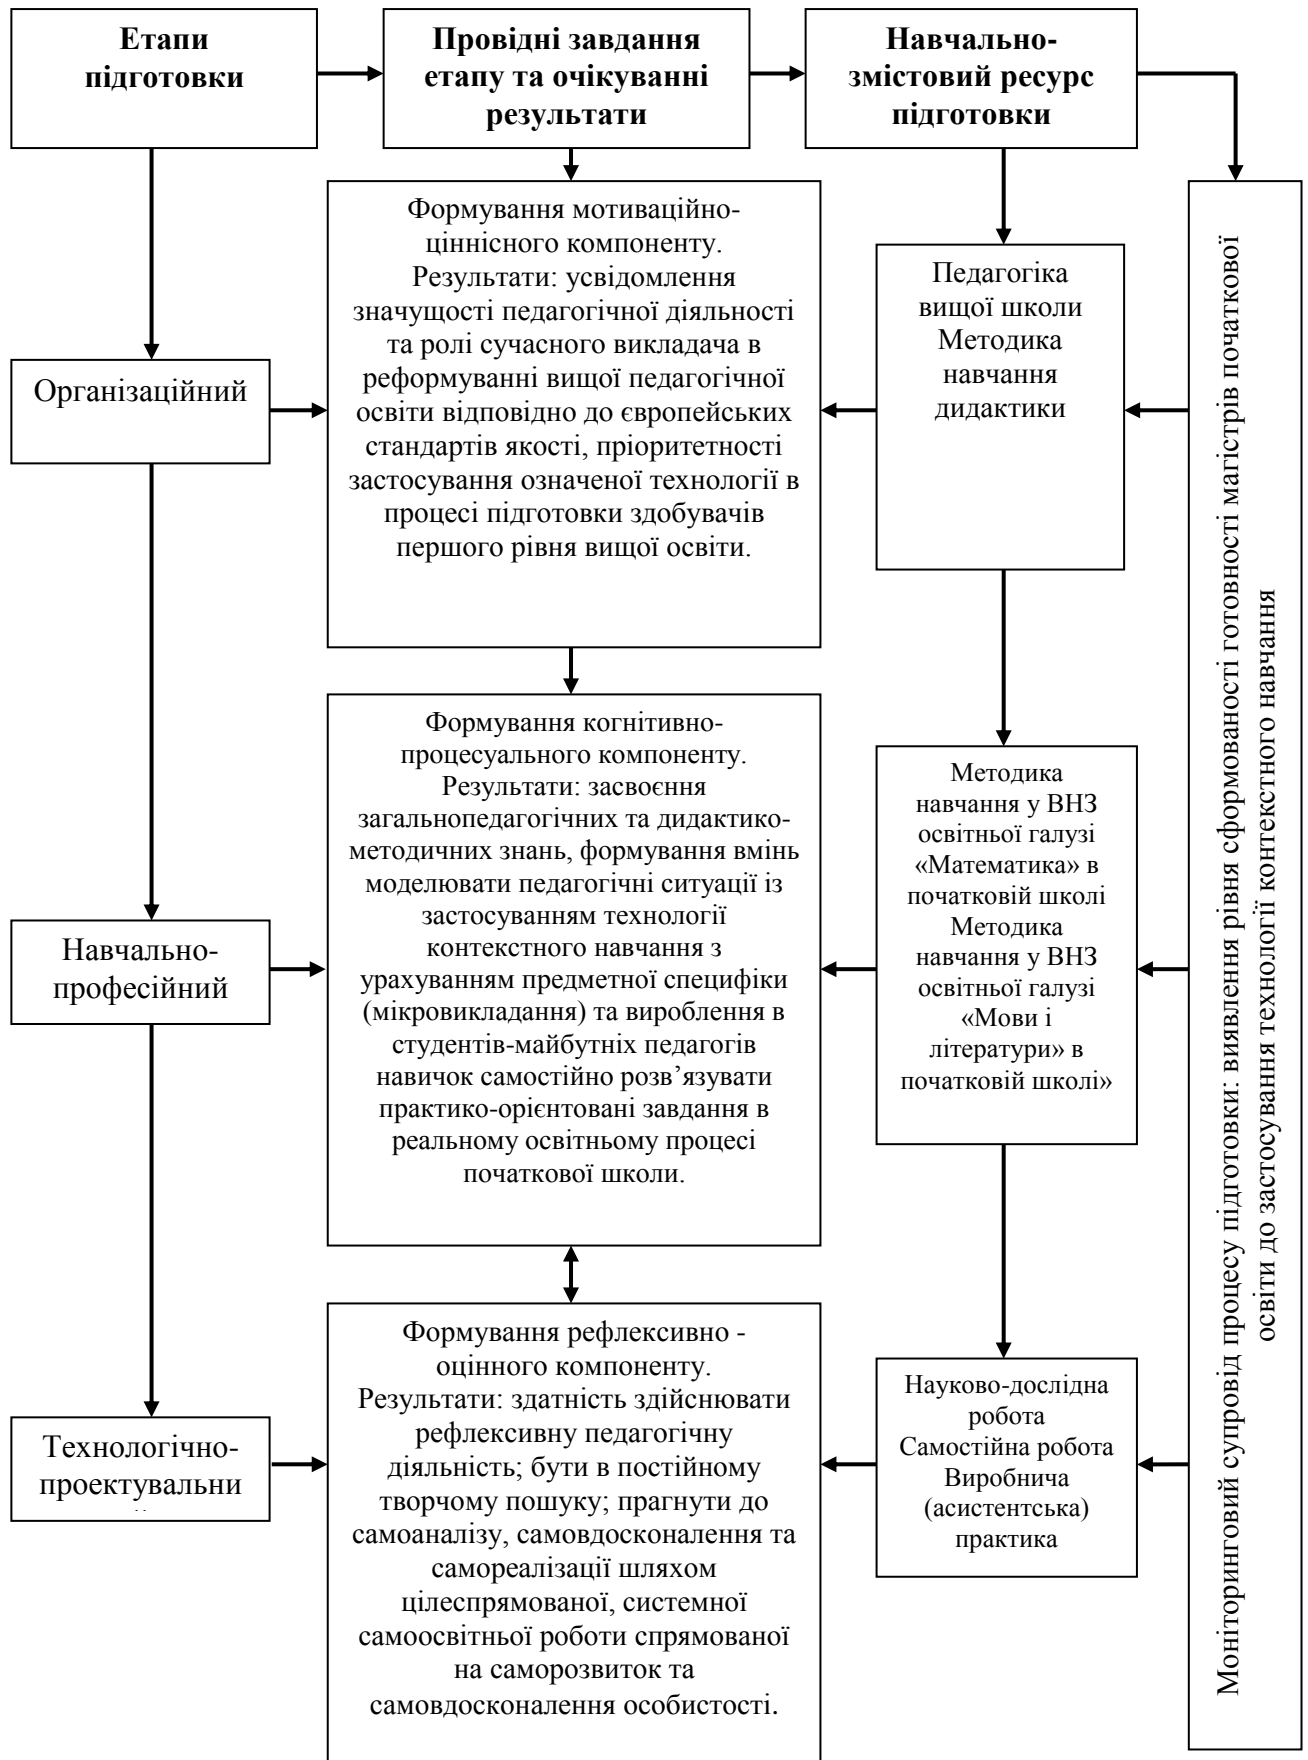 Етапи
підготовки
Провідні завдання
етапу та очікуванні
результати
Навчально-
змістовий ресурс
підготовки
Формування мотиваційно-
ціннісного компоненту.
Результати: усвідомлення
значущості педагогічної діяльності
та ролі сучасного викладача в
реформуванні вищої педагогічної
освіти відповідно до європейських
стандартів якості, пріоритетності
застосування означеної технології в
процесі підготовки здобувачів
першого рівня вищої освіти.
Педагогіка
вищої школи
Методика
навчання
дидактики
Організаційний
Формування когнітивно-
процесуального компоненту.
Результати: засвоєння
загальнопедагогічних та дидактико-
методичних знань, формування вмінь
моделювати педагогічні ситуації із
застосуванням технології
контекстного навчання з
урахуванням предметної специфіки
(мікровикладання) та вироблення в
студентів-майбутніх педагогів
навичок самостійно розв’язувати
практико-орієнтовані завдання в
реальному освітньому процесі
початкової школи.
Методика
навчання у ВНЗ
освітньої галузі
«Математика» в
початковій школі
Методика
навчання у ВНЗ
освітньої галузі
«Мови і
літератури» в
початковій школі»
Навчально-
професійний
Формування рефлексивно -
оцінного компоненту.
Результати: здатність здійснювати
рефлексивну педагогічну
діяльність; бути в постійному
творчому пошуку; прагнути до
самоаналізу, самовдосконалення та
самореалізації шляхом
цілеспрямованої, системної
самоосвітньої роботи спрямованої
на саморозвиток та
самовдосконалення особистості.
Науково-дослідна
робота
Самостійна робота
Виробнича
(асистентська)
практика
Технологічно-
проектувальни
Моніторинговий супровід процесу підготовки: виявлення рівня сформованості готовності магістрів початкової
освіти до застосування технології контекстного навчання